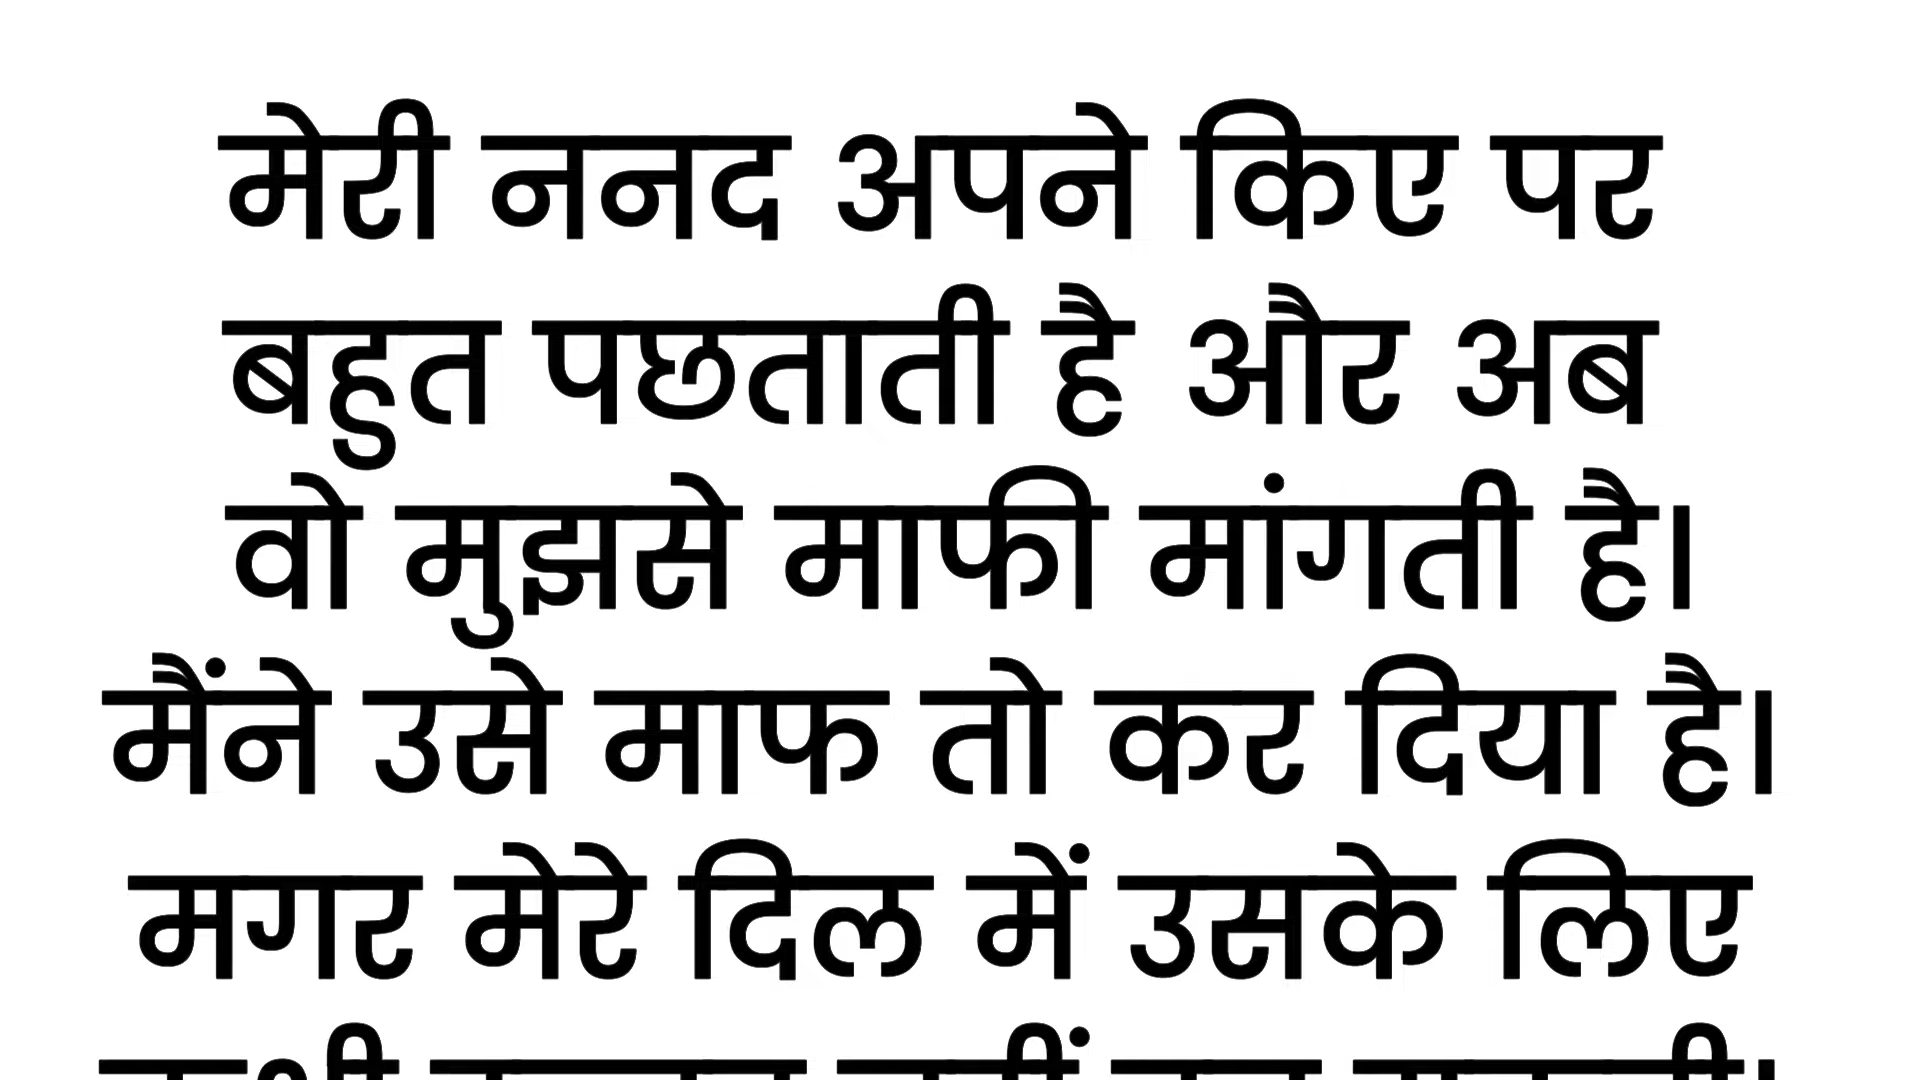 मेरी ननद अपने किए पर
बहुत पछताती है और अब
वो मुझसे माफी मांगती है।
मैंने उसे माफ तो कर दिया है।
मगर मेरे दिल में उसके लिए